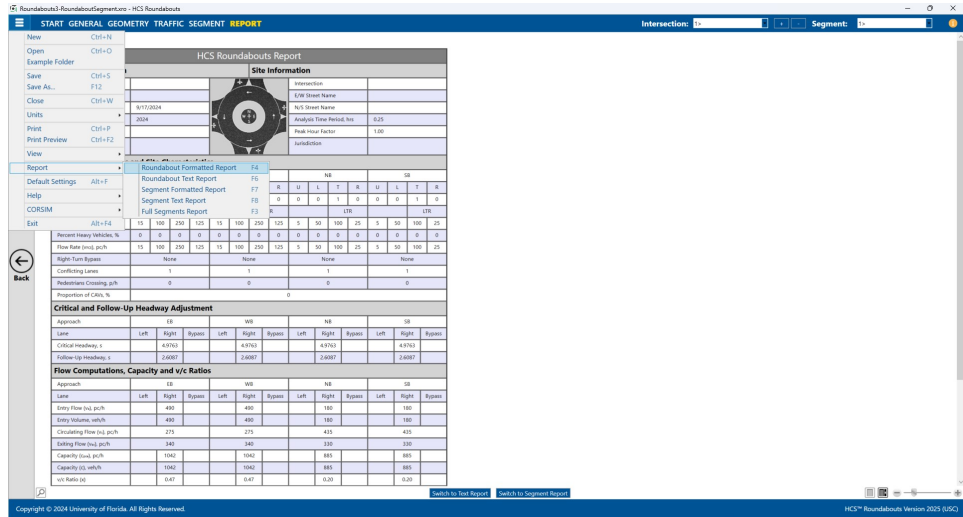 Roundabouts3-RoundaboutSegment.xro - HCS Roundabouts
START GENERAL GEOMETRY TRAFFIC SEGMENT REPORT
Intersection: 1> Segment: 1>
New Ctrl+N
Open Ctrl+O
Example Folder
Save Ctrl+S
Save As... F12
Close Ctrl+W
Units
Print Ctrl+P
Print Preview Ctrl+F2
View
Report
Default Settings Alt+F
Help
CORSIM
Exit Alt+F4
Roundabout Formatted Report F4
Roundabout Text Report F6
Segment Formatted Report F7
Segment Text Report F8
Full Segments Report F3
Back
HCS Roundabouts Report
Site Information
Intersection
E/W Street Name
9/17/2024 N/S Street Name
2024 Analysis Time Period, hrs 0.25
Peak Hour Factor 1.00
Jurisdiction
NB SB
R U L T R U L T R
0 0 0 1 0 0 0 1 0
R LTR LTR
15 100 250 125 15 100 250 125 5 50 100 25 5 50 100 25
Percent Heavy Vehicles, % 0 0 0 0 0 0 0 0 0 0 0 0 0 0 0 0
Flow Rate (vPCE), pc/h 15 100 250 125 15 100 250 125 5 50 100 25 5 50 100 25
Right-Turn Bypass None None None None
Conflicting Lanes 1 1 1 1
Pedestrians Crossing, p/h 0 0 0 0
Proportion of CAVs, % 0
Critical and Follow-Up Headway Adjustment
Approach EB WB NB SB
Lane Left Right Bypass Left Right Bypass Left Right Bypass Left Right Bypass
Critical Headway, s 4.9763 4.9763 4.9763 4.9763
Follow-Up Headway, s 2.6087 2.6087 2.6087 2.6087
Flow Computations, Capacity and v/c Ratios
Approach EB WB NB SB
Lane Left Right Bypass Left Right Bypass Left Right Bypass Left Right Bypass
Entry Flow (ve), pc/h 490 490 180 180
Entry Volume, veh/h 490 490 180 180
Circulating Flow (vc), pc/h 275 275 435 435
Exiting Flow (vex), pc/h 340 340 330 330
Capacity (cpce), pc/h 1042 1042 885 885
Capacity (c), veh/h 1042 1042 885 885
v/c Ratio (x) 0.47 0.47 0.20 0.20
Switch to Text Report Switch to Segment Report
Copyright © 2024 University of Florida. All Rights Reserved.
HCS™ Roundabouts Version 2025 (USC)